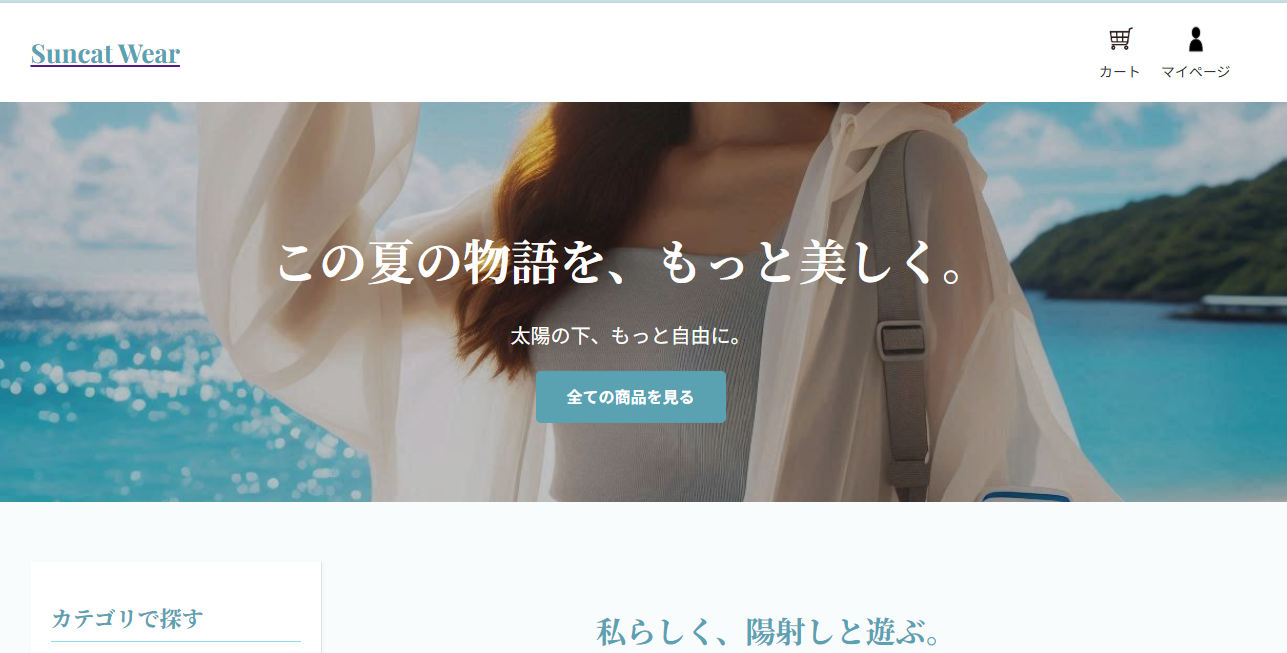 Suncat Wear
カート
マイページ
この夏の物語を、もっと美しく。
太陽の下、もっと自由に。
全ての商品を見る
カテゴリで探す
私らしく、陽射しと遊ぶ。